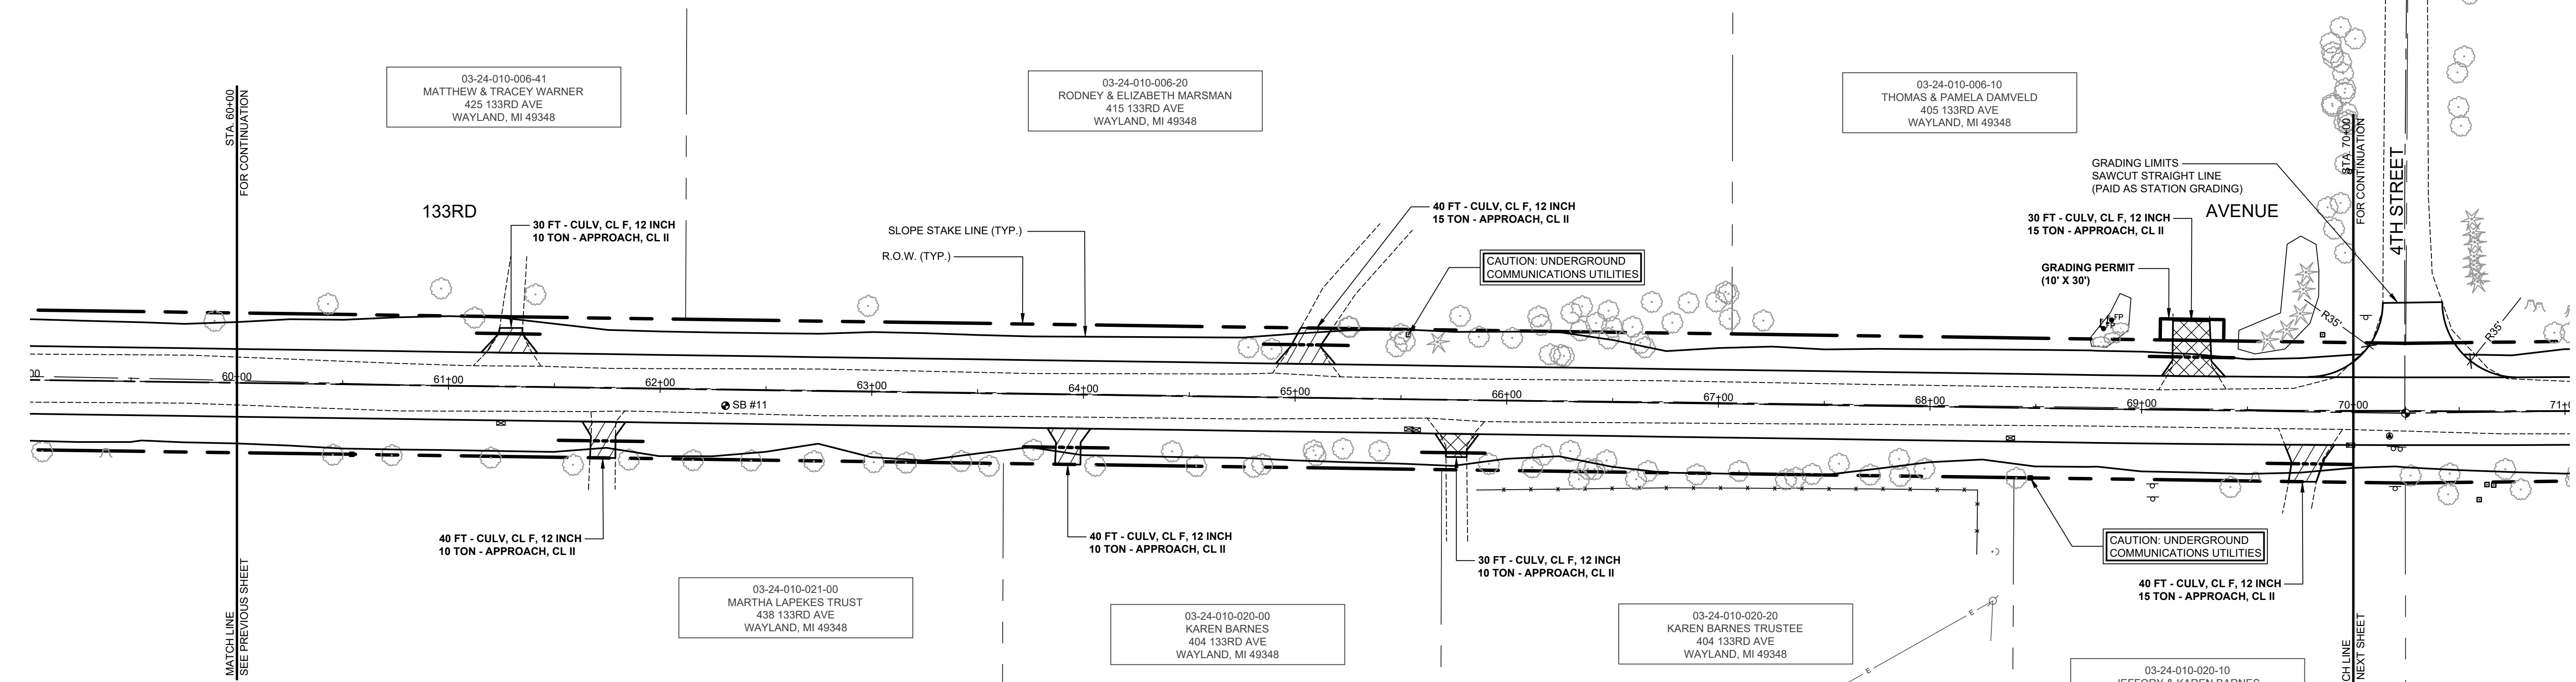 03-24-010-006-41
MATTHEW & TRACEY WARNER
425 133RD AVE
WAYLAND, MI 49348
03-24-010-006-20
RODNEY & ELIZABETH MARSMAN
415 133RD AVE
WAYLAND, MI 49348
03-24-010-006-10
THOMAS & PAMELA DAMVELD
405 133RD AVE
WAYLAND, MI 49348
STA. 60+00
FOR CONTINUATION
STA. 70+00
FOR CONTINUATION
4TH STREET
GRADING LIMITS
SAWCUT STRAIGHT LINE
(PAID AS STATION GRADING)
133RD
AVENUE
30 FT - CULV, CL F, 12 INCH
10 TON - APPROACH, CL II
SLOPE STAKE LINE (TYP.)
R.O.W. (TYP.)
40 FT - CULV, CL F, 12 INCH
15 TON - APPROACH, CL II
CAUTION: UNDERGROUND
COMMUNICATIONS UTILITIES
30 FT - CULV, CL F, 12 INCH
15 TON - APPROACH, CL II
GRADING PERMIT
(10' X 30')
FP
R35'
R35'
00
60+00
61+00
62+00
63+00
64+00
65+00
66+00
67+00
68+00
69+00
70+00
SB #11
40 FT - CULV, CL F, 12 INCH
10 TON - APPROACH, CL II
40 FT - CULV, CL F, 12 INCH
10 TON - APPROACH, CL II
30 FT - CULV, CL F, 12 INCH
10 TON - APPROACH, CL II
CAUTION: UNDERGROUND
COMMUNICATIONS UTILITIES
40 FT - CULV, CL F, 12 INCH
15 TON - APPROACH, CL II
MATCH LINE
SEE PREVIOUS SHEET
03-24-010-021-00
MARTHA LAPEKES TRUST
438 133RD AVE
WAYLAND, MI 49348
03-24-010-020-00
KAREN BARNES
404 133RD AVE
WAYLAND, MI 49348
03-24-010-020-20
KAREN BARNES TRUSTEE
404 133RD AVE
WAYLAND, MI 49348
E
E
03-24-010-020-10
JEFFORY & KAREN BARNES
CH LINE
NEXT SHEET